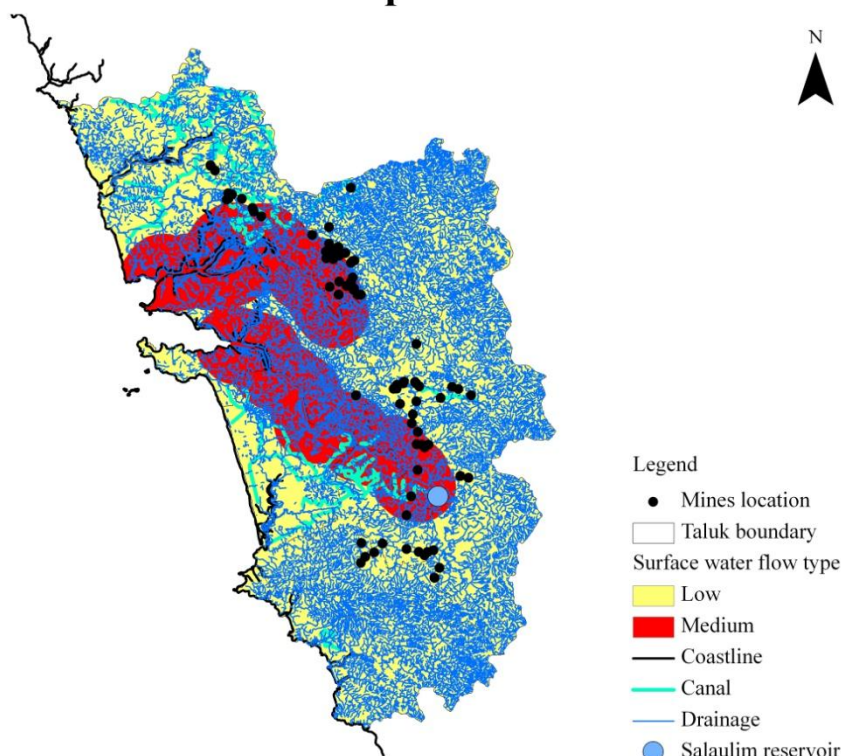 N
Legend
Mines location
Taluk boundary
Surface water flow type
Low
Medium
Coastline
Canal
Drainage
Salaulim reservoir